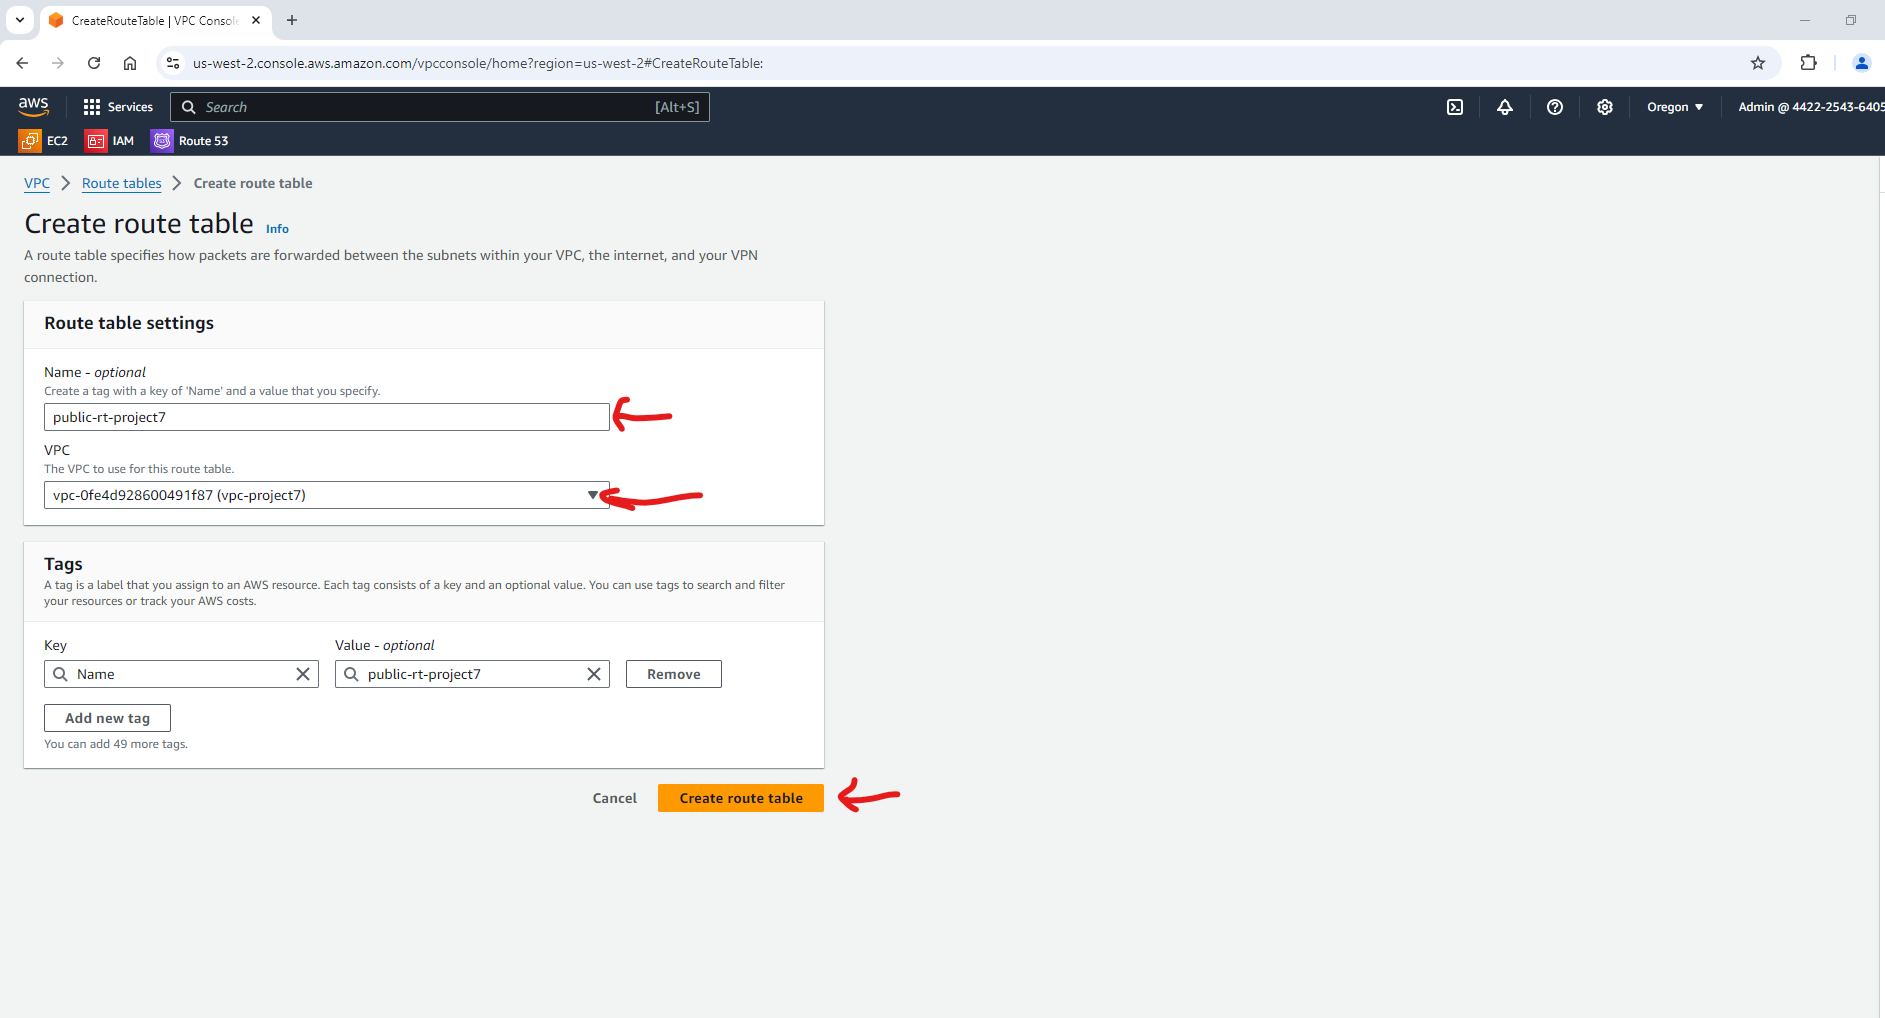 CreateRouteTable | VPC Console
us-west-2.console.aws.amazon.com/vpcconsole/home?region=us-west-2#CreateRouteTable:
aws Services Search [Alt+S] Oregon Admin @ 4422-2543-6405
EC2 IAM Route 53
VPC Route tables Create route table
Create route table Info
A route table specifies how packets are forwarded between the subnets within your VPC, the internet, and your VPN
connection.
Route table settings
Name - optional
Create a tag with a key of 'Name' and a value that you specify.
public-rt-project7
VPC
The VPC to use for this route table.
vpc-0fe4d928600491f87 (vpc-project7)
Tags
A tag is a label that you assign to an AWS resource. Each tag consists of a key and an optional value. You can use tags to search and filter
your resources or track your AWS costs.
Key Value - optional
Name public-rt-project7 Remove
Add new tag
You can add 49 more tags.
Cancel Create route table